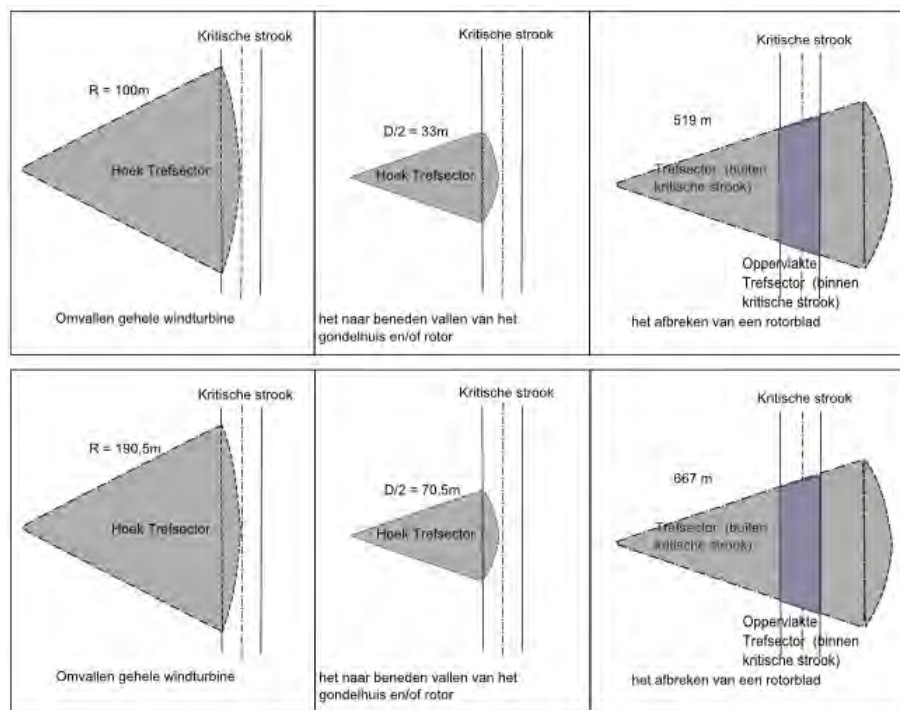 Kritische strook
R = 100m
Hoek Trefsector
Omvallen gehele windturbine
Kritische strook
D/2 = 33m
Hoek Trefsector
het naar beneden vallen van het
gondelhuis en/of rotor
Kritische strook
519 m
Trefsector (buiten
kritische strook)
Oppervlakte
Trefsector (binnen
kritische strook)
het afbreken van een rotorblad
Kritische strook
R = 190,5m
Hoek Trefsector
Omvallen gehele windturbine
Kritische strook
D/2 = 70,5m
Hoek Trefsector
het naar beneden vallen van het
gondelhuis en/of rotor
Kritische strook
667 m
Trefsector (buiten
kritische strook)
Oppervlakte
Trefsector (binnen
kritische strook)
het afbreken van een rotorblad